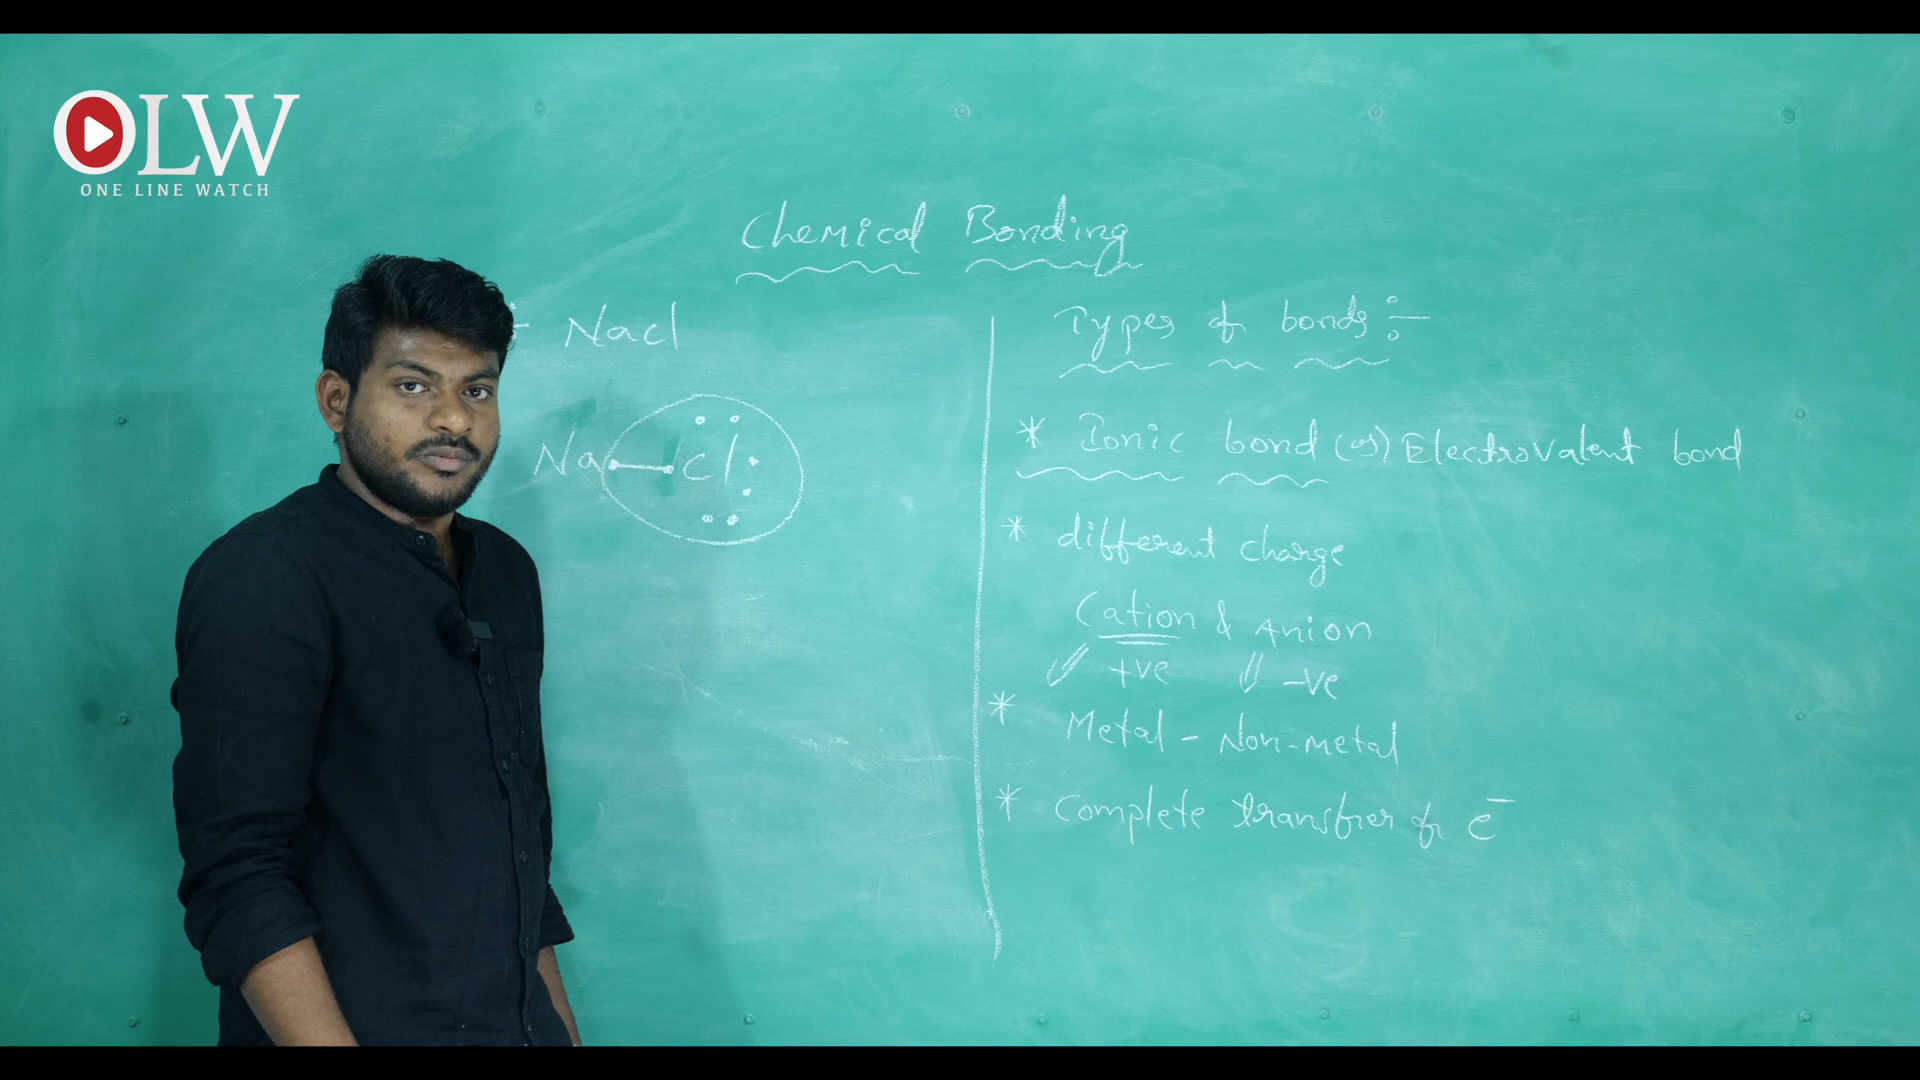 OLW
ONE LINE WATCH
Chemical Bonding
Nacl
Na Cl
Types of bonds :-
* Ionic bond (or) Electrovalent bond
* different charge
Cation & Anion
+ve -ve
* Metal - Non-metal
* Complete transfer of e⁻